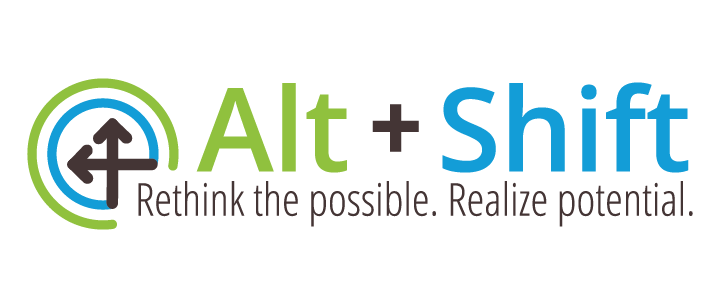 Alt + Shift
Rethink the possible. Realize potential.